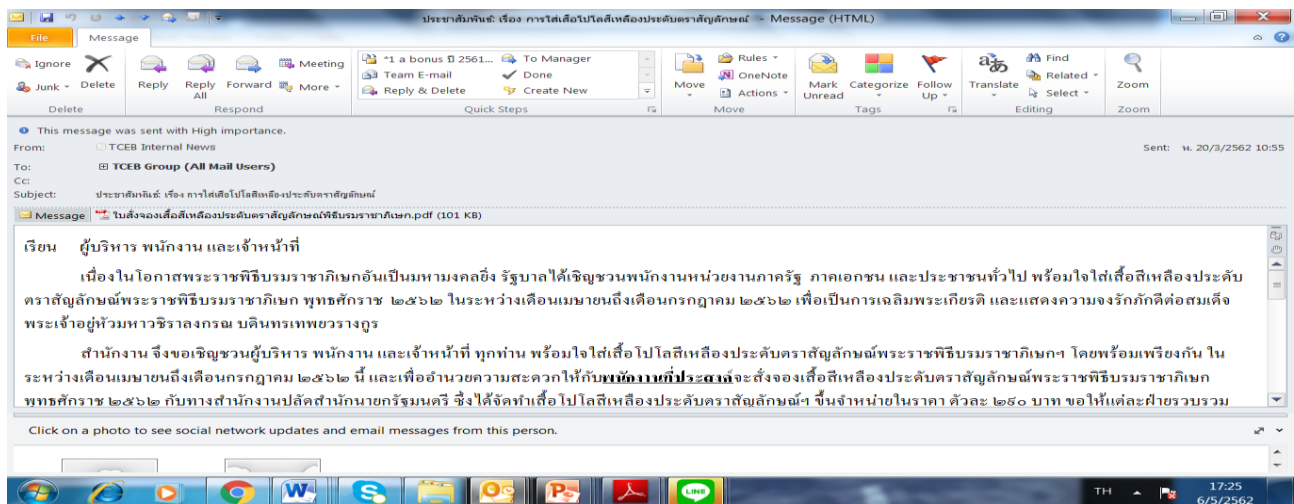 ประชาสัมพันธ์: เรื่อง การใส่เสื้อโปโลสีเหลืองประดับตราสัญลักษณ์ - Message (HTML)
File Message
Ignore Delete Reply Reply All Forward Meeting *1 a bonus ปี 2561... To Manager Move Rules Mark Unread Categorize Follow Up Translate Find Zoom
Team E-mail Done OneNote Related
Junk More Reply & Delete Create New Actions Select
Delete Respond Quick Steps Move Tags Editing Zoom
This message was sent with High importance.
From: TCEB Internal News Sent: พ. 20/3/2562 10:55
To: TCEB Group (All Mail Users)
Cc:
Subject: ประชาสัมพันธ์: เรื่อง การใส่เสื้อโปโลสีเหลืองประดับตราสัญลักษณ์
Message ใบสั่งจองเสื้อสีเหลืองประดับตราสัญลักษณ์พิธีบรมราชาภิเษก.pdf (101 KB)
เรียน ผู้บริหาร พนักงาน และเจ้าหน้าที่
เนื่องในโอกาสพระราชพิธีบรมราชาภิเษกอันเป็นมหามงคลยิ่ง รัฐบาลได้เชิญชวนพนักงานหน่วยงานภาครัฐ ภาคเอกชน และประชาชนทั่วไป พร้อมใจใส่เสื้อสีเหลืองประดับ
ตราสัญลักษณ์พระราชพิธีบรมราชาภิเษก พุทธศักราช ๒๕๖๒ ในระหว่างเดือนเมษายนถึงเดือนกรกฎาคม ๒๕๖๒ เพื่อเป็นการเฉลิมพระเกียรติ และแสดงความจงรักภักดีต่อสมเด็จ
พระเจ้าอยู่หัวมหาวชิราลงกรณ บดินทรเทพยวรางกูร
สำนักงาน จึงขอเชิญชวนผู้บริหาร พนักงาน และเจ้าหน้าที่ ทุกท่าน พร้อมใจใส่เสื้อโปโลสีเหลืองประดับตราสัญลักษณ์พระราชพิธีบรมราชาภิเษกฯ โดยพร้อมเพรียงกัน ใน
ระหว่างเดือนเมษายนถึงเดือนกรกฎาคม ๒๕๖๒ นี้ และเพื่ออำนวยความสะดวกให้กับพนักงานที่ประสงค์จะสั่งจองเสื้อสีเหลืองประดับตราสัญลักษณ์พระราชพิธีบรมราชาภิเษก
พุทธศักราช ๒๕๖๒ กับทางสำนักงานปลัดสำนักนายกรัฐมนตรี ซึ่งได้จัดทำเสื้อโปโลสีเหลืองประดับตราสัญลักษณ์ฯ ขึ้นจำหน่ายในราคา ตัวละ ๒๙๐ บาท ขอให้แต่ละฝ่ายรวบรวม
Click on a photo to see social network updates and email messages from this person.
TH 17:25
6/5/2562